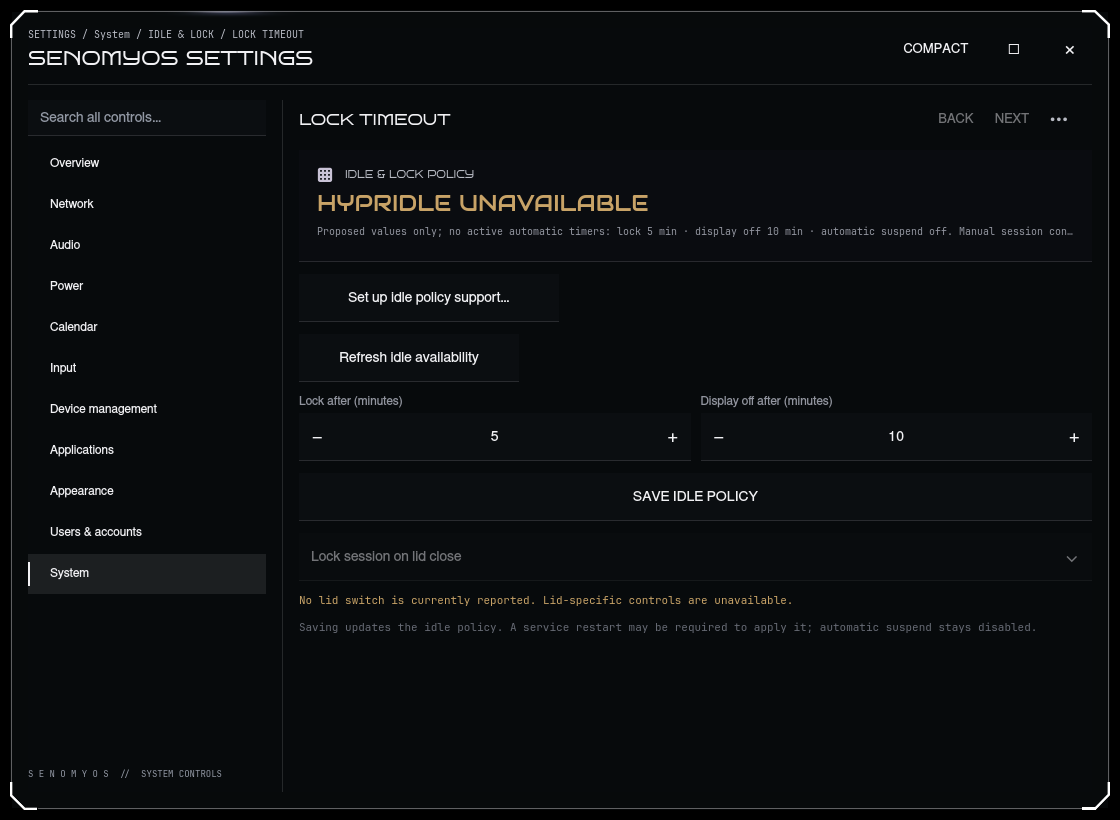 SETTINGS / System / IDLE & LOCK / LOCK TIMEOUT
SENOMYOS SETTINGS
COMPACT
Search all controls...
LOCK TIMEOUT
BACK
NEXT
Overview
Network
Audio
Power
Calendar
Input
Device management
Applications
Appearance
Users & accounts
System
IDLE & LOCK POLICY
HYPRIDLE UNAVAILABLE
Proposed values only; no active automatic timers: lock 5 min · display off 10 min · automatic suspend off. Manual session con…
Set up idle policy support...
Refresh idle availability
Lock after (minutes)
Display off after (minutes)
− 5 +
− 10 +
SAVE IDLE POLICY
Lock session on lid close
No lid switch is currently reported. Lid-specific controls are unavailable.
Saving updates the idle policy. A service restart may be required to apply it; automatic suspend stays disabled.
SENOMYOS // SYSTEM CONTROLS